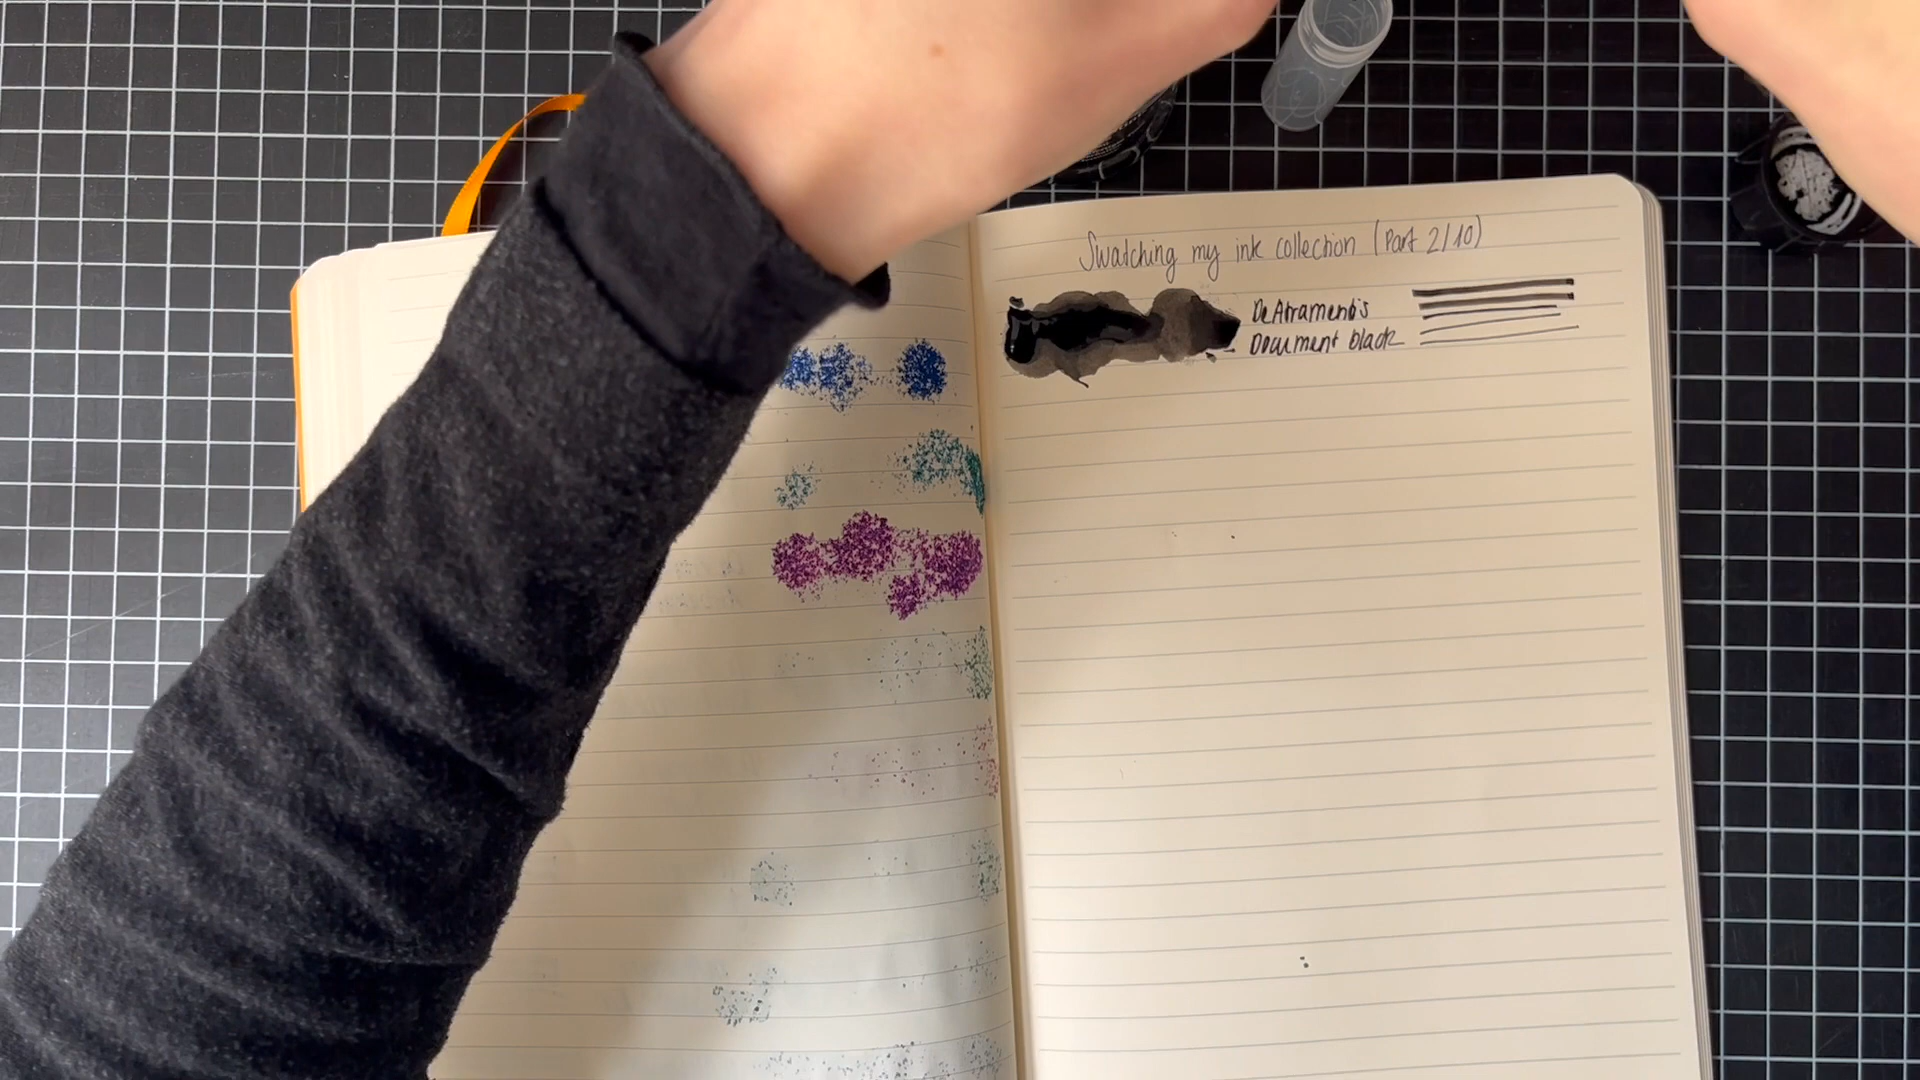 Swatching my ink collection (Part 2/10)
DeAtramentis
Document black